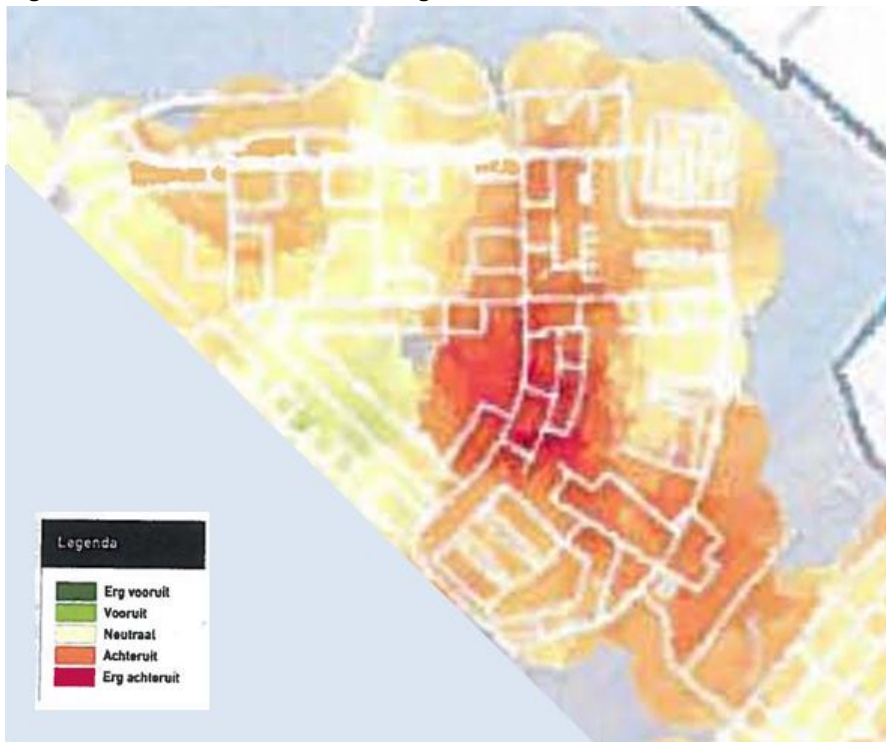 Legenda
Erg vooruit
Vooruit
Neutraal
Achteruit
Erg achteruit